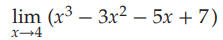 lim (x³ – 3x² – 5x + 7)
x→4